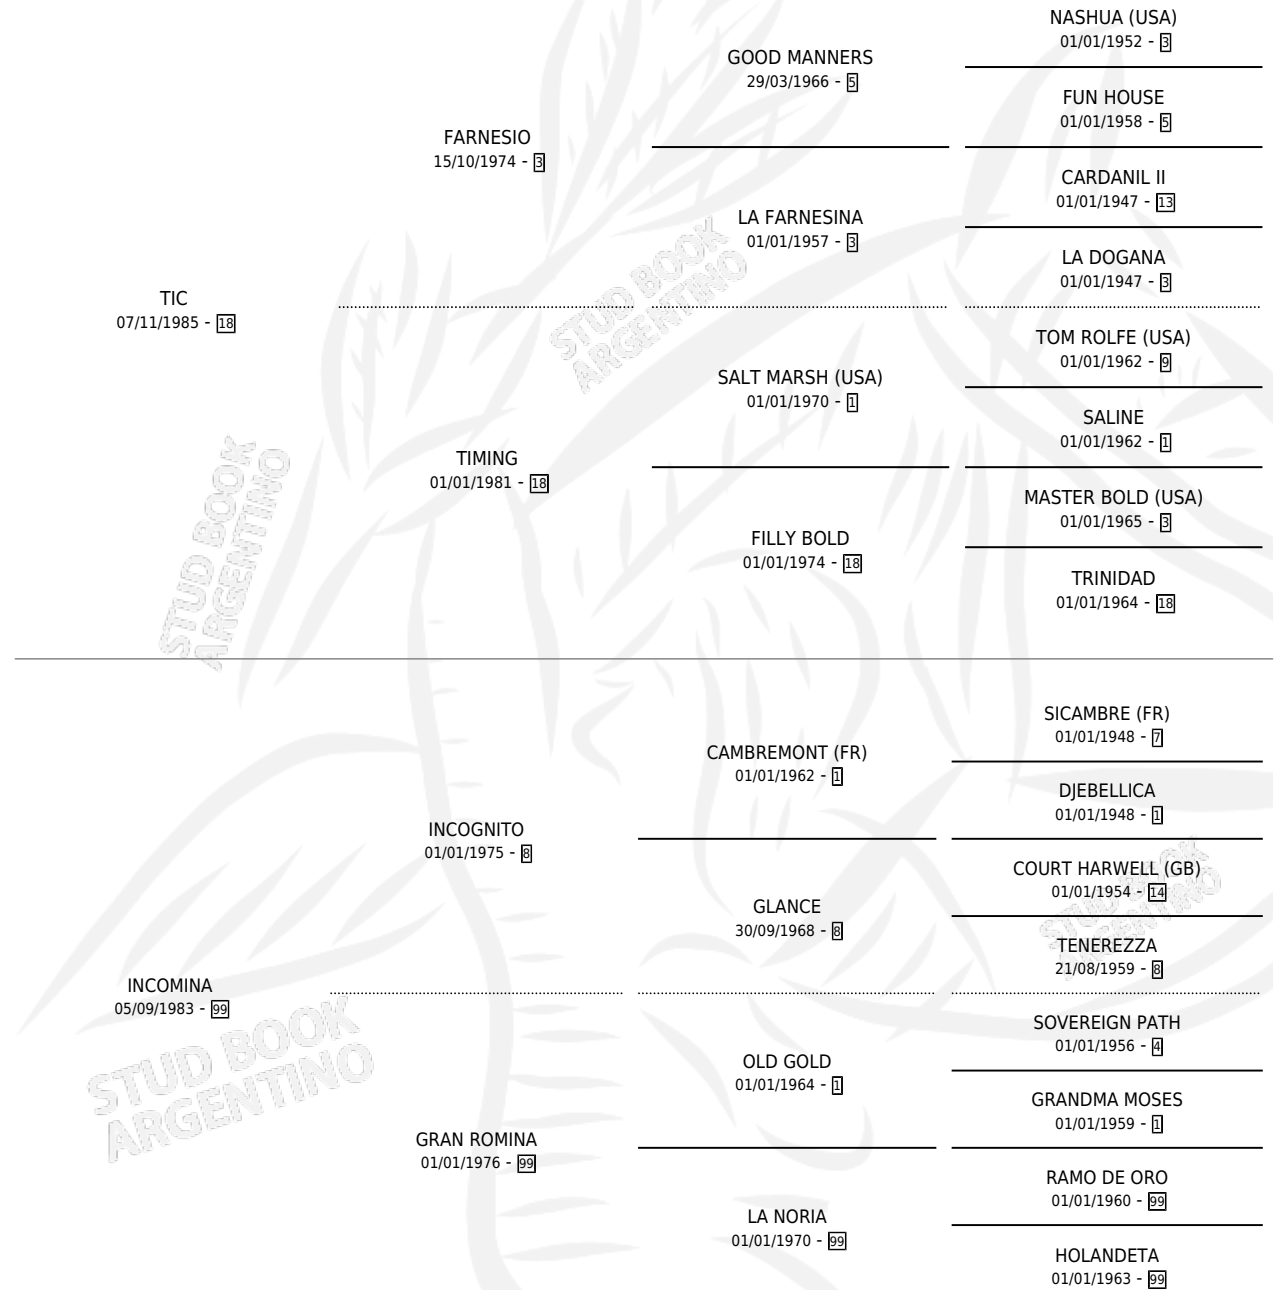 NASHUA (USA)
01/01/1952 - 3
GOOD MANNERS
29/03/1966 - 5
FUN HOUSE
01/01/1958 - 5
FARNESIO
15/10/1974 - 3
CARDANIL II
01/01/1947 - 13
LA FARNESINA
01/01/1957 - 3
LA DOGANA
01/01/1947 - 3
TIC
07/11/1985 - 18
TOM ROLFE (USA)
01/01/1962 - 9
SALT MARSH (USA)
01/01/1970 - 1
SALINE
01/01/1962 - 1
TIMING
01/01/1981 - 18
MASTER BOLD (USA)
01/01/1965 - 3
FILLY BOLD
01/01/1974 - 18
TRINIDAD
01/01/1964 - 18
SICAMBRE (FR)
01/01/1948 - 7
CAMBREMONT (FR)
01/01/1962 - 1
DJEBELLICA
01/01/1948 - 1
INCOGNITO
01/01/1975 - 8
COURT HARWELL (GB)
01/01/1954 - 14
GLANCE
30/09/1968 - 8
TENEREZZA
21/08/1959 - 8
INCOMINA
05/09/1983 - 99
SOVEREIGN PATH
01/01/1956 - 4
OLD GOLD
01/01/1964 - 1
GRANDMA MOSES
01/01/1959 - 1
GRAN ROMINA
01/01/1976 - 99
RAMO DE ORO
01/01/1960 - 99
LA NORIA
01/01/1970 - 99
HOLANDETA
01/01/1963 - 99
STUD BOOK
ARGENTINO
STUD BOOK
ARGENTINO
STUD BOOK
ARGENTINO
STUD BOOK
ARGENTINO